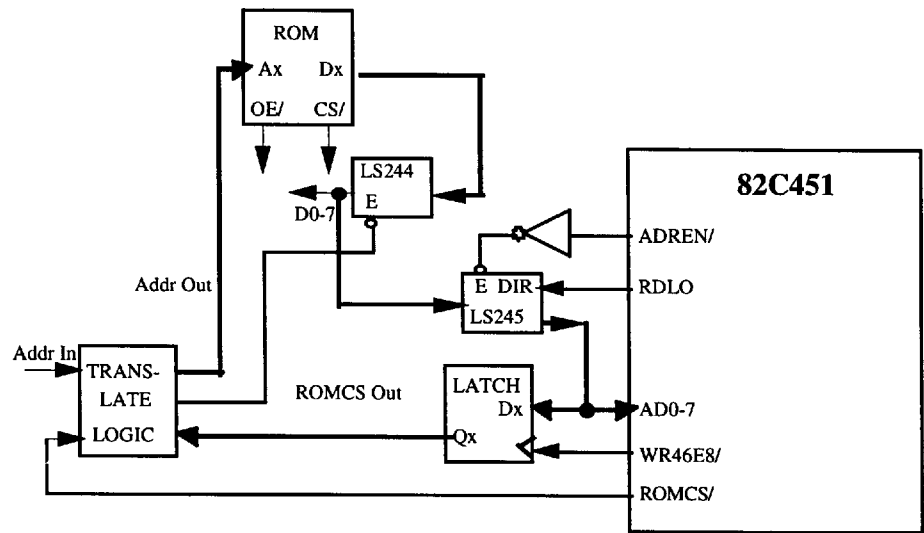 ROM
Ax Dx
OE/ CS/
LS244
E
D0-7
82C451
ADREN/
E DIR
LS245
RDLO
Addr Out
Addr In
TRANS-
LATE
LOGIC
ROMCS Out
LATCH
Dx
Qx
AD0-7
WR46E8/
ROMCS/